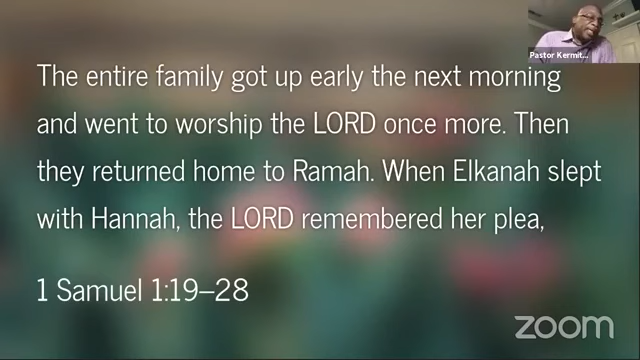 Pastor Kermit...
The entire family got up early the next morning
and went to worship the LORD once more. Then
they returned home to Ramah. When Elkanah slept
with Hannah, the LORD remembered her plea,
1 Samuel 1:19–28
zoom